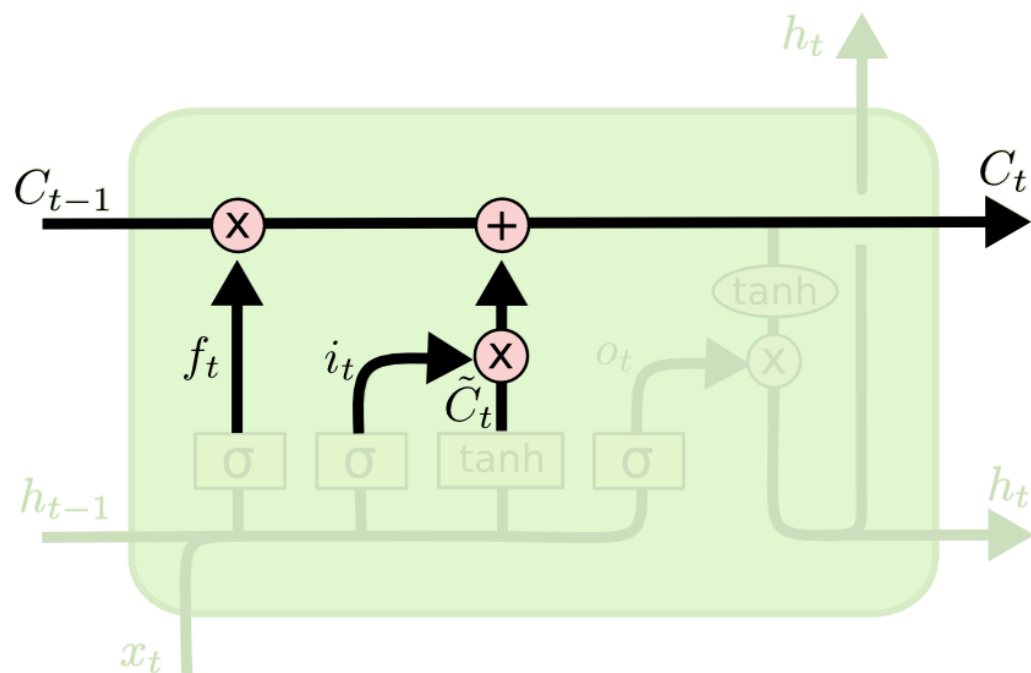 h_t
C_{t-1}
C_t
x
+
tanh
f_t
i_t
x
o_t
x
C̃_t
σ
σ
tanh
σ
h_{t-1}
h_t
x_t